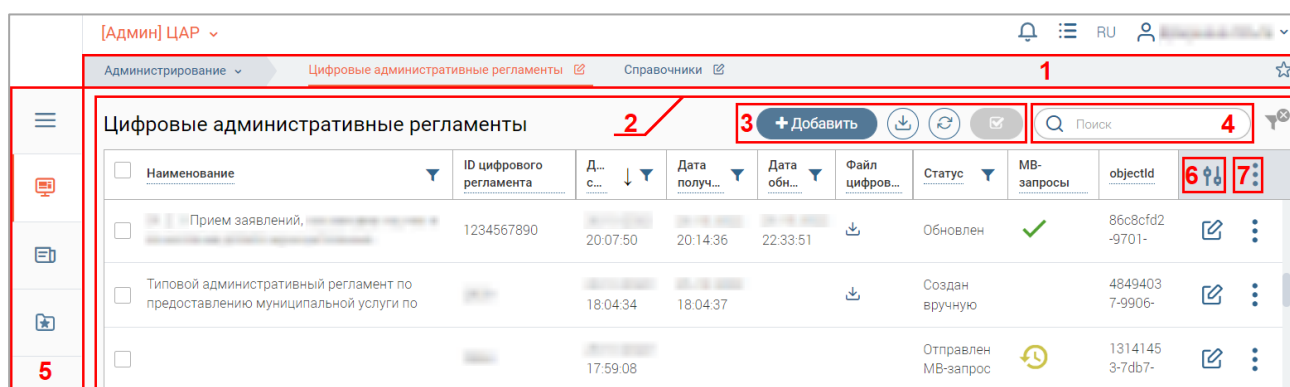 [Админ] ЦАР
RU
Администрирование
Цифровые административные регламенты
Справочники
1
Цифровые административные регламенты
2
3
+ Добавить
Поиск
4
Наименование
ID цифрового
регламента
Д...
с...
Дата
получ...
Дата
обн...
Файл
цифров...
Статус
МВ-
запросы
objectId
6
7
Прием заявлений,
1234567890
20:07:50
20:14:36
22:33:51
Обновлен
86c8cfd2
-9701-
Типовой административный регламент по
предоставлению муниципальной услуги по
18:04:34
18:04:37
Создан
вручную
4849403
7-9906-
17:59:08
Отправлен
МВ-запрос
1314145
3-7db7-
5